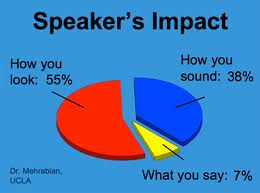 Speaker's Impact
How you
look: 55%
How you
sound: 38%
What you say: 7%
Dr. Mehrabian,
UCLA